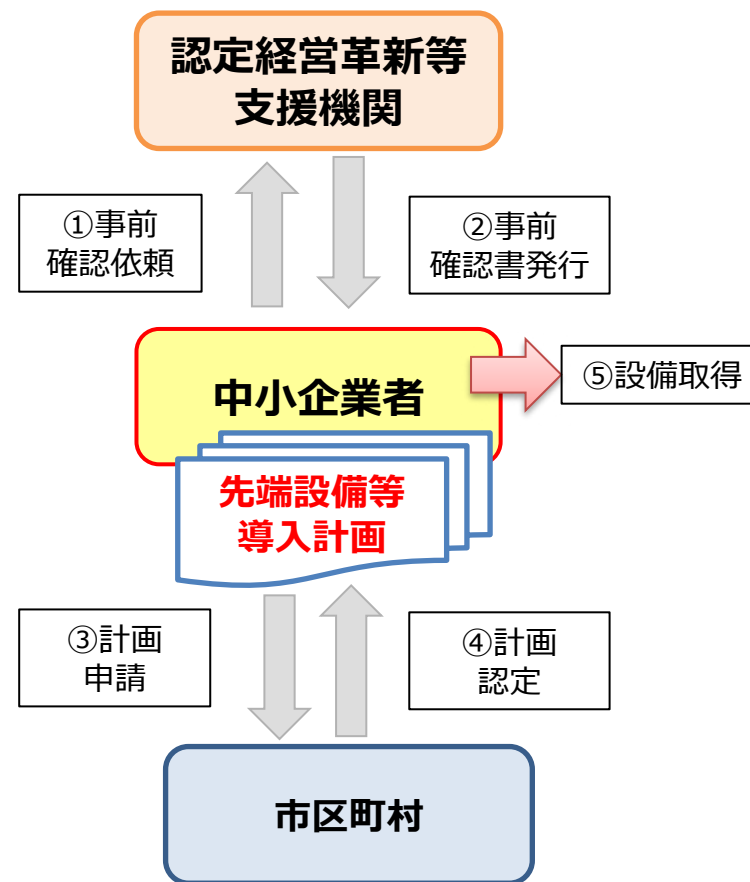 認定経営革新等
支援機関
①事前
確認依頼
②事前
確認書発行
中小企業者
⑤設備取得
先端設備等
導入計画
③計画
申請
④計画
認定
市区町村